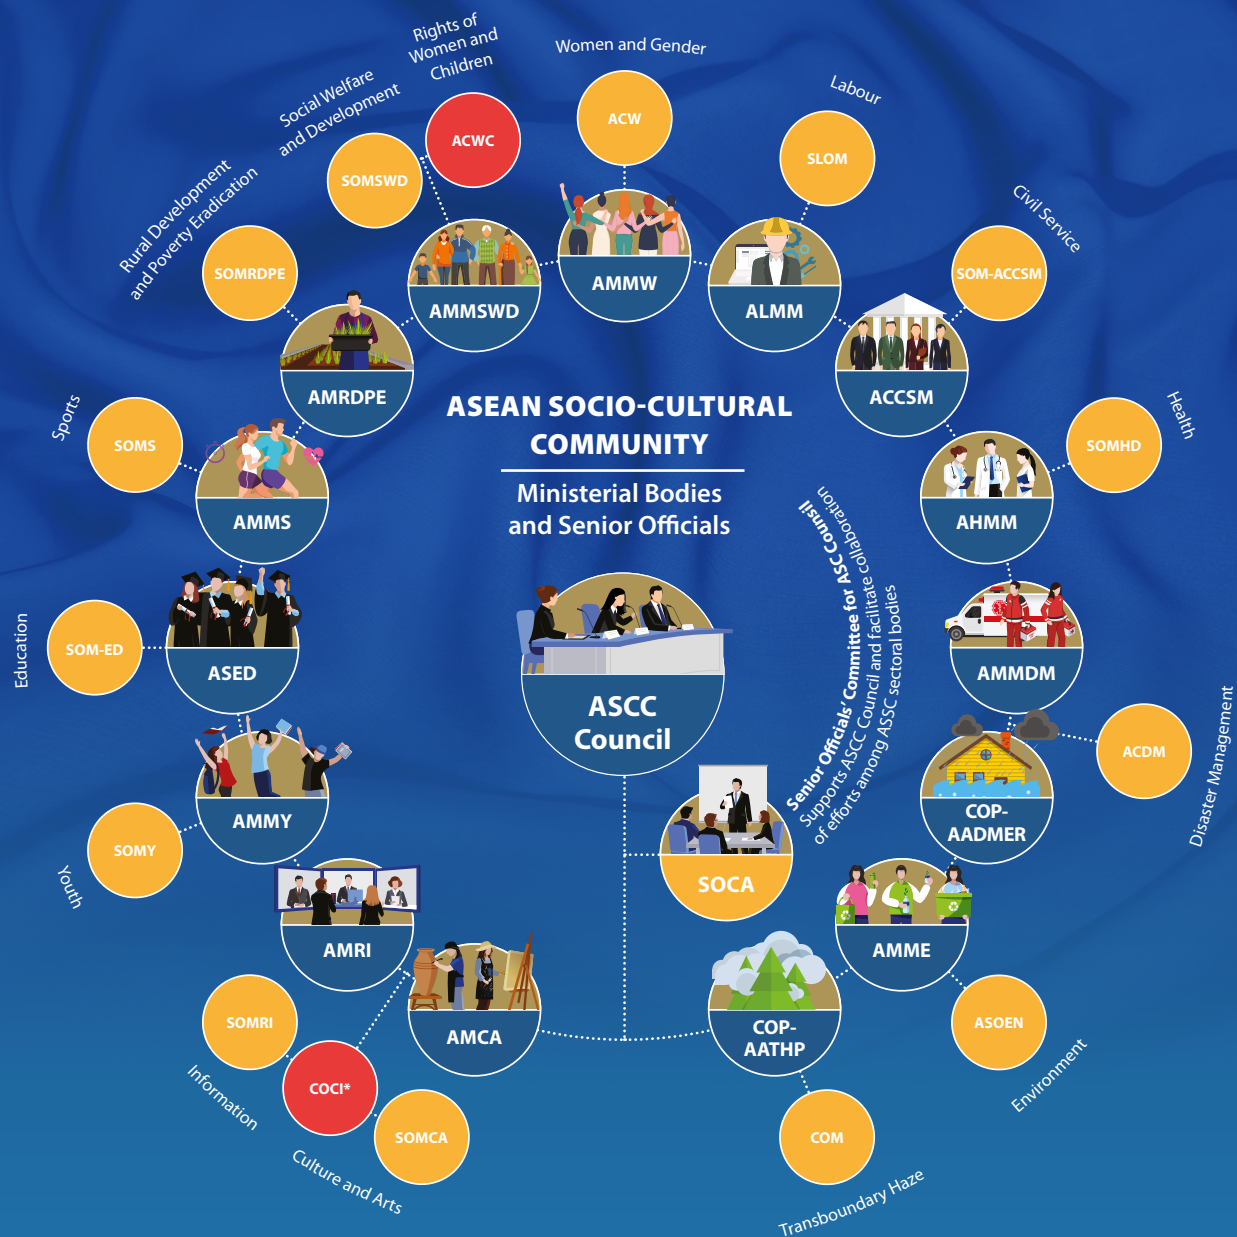 Rights of
Women and
Children
Women and Gender
Labour
Social Welfare
and Development
Civil Service
Rural Development
and Poverty Eradication
ACWC
ACW
SLOM
SOMSWD
SOMRDPE
SOM-ACCSM
AMMSWD
AMMW
ALMM
AMRDPE
ACCSM
Sports
SOMS
AMMS
ASEAN SOCIO-CULTURAL
COMMUNITY
Ministerial Bodies
and Senior Officials
Health
SOMHD
AHMM
Education
SOM-ED
ASED
ASCC
Council
Senior Officials' Committee for ASCC Council
Supports ASCC Council and facilitate collaboration
of efforts among ASSC sectoral bodies
AMMDM
ACDM
Disaster Management
COP-
AADMER
AMMY
SOMY
Youth
SOCA
AMRI
AMME
SOMRI
Information
COCI*
AMCA
SOMCA
Culture and Arts
COP-
AATHP
ASOEN
Environment
COM
Transboundary Haze